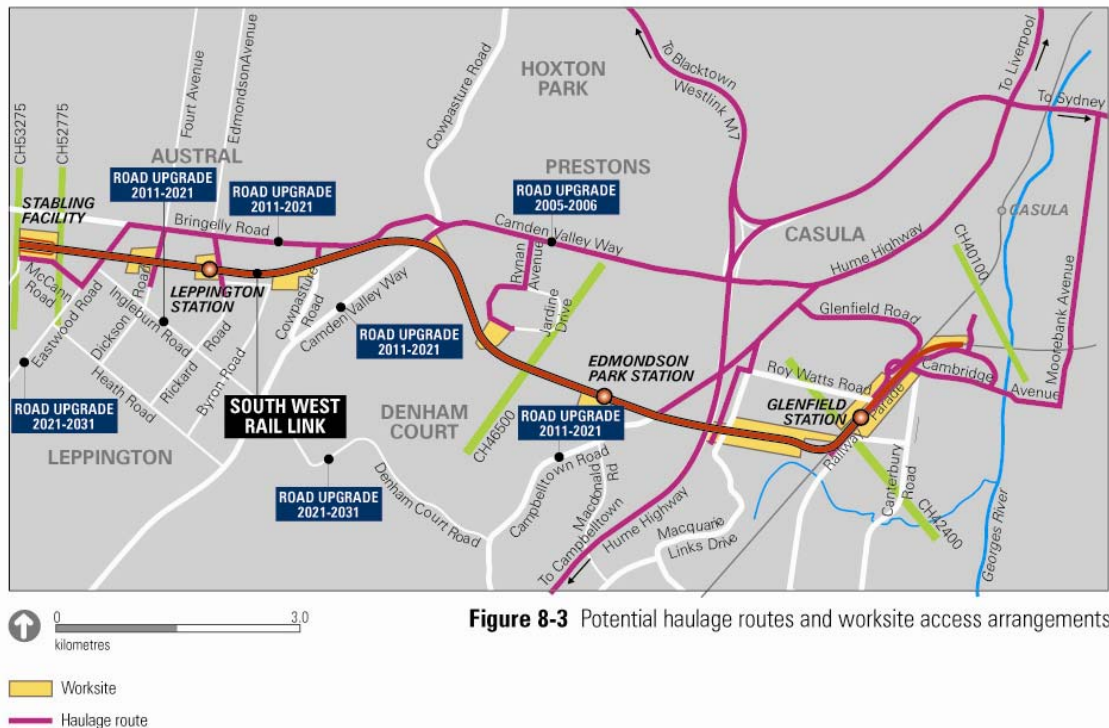 CH53275
CH52775
Fourt Avenue
EdmondsonAvenue
Cowpasture Road
HOXTON
PARK
To Blacktown
Westlink M7
To Liverpool
To Sydney
AUSTRAL
ROAD UPGRADE
2011-2021
ROAD UPGRADE
2011-2021
PRESTONS
ROAD UPGRADE
2005-2006
STABLING
FACILITY
Bringelly Road
Camden Valley Way
CASULA
CASULA
Hume Highway
CH40100
McCann
Road
Eastwood Road
Dickson
Road
Ingleburn Road
LEPPINGTON
STATION
Rickard
Road
Byron Road
Cowpasture
Road
Camden Valley Way
Rynan
Avenue
Jardine
Drive
Glenfield Road
Moorebank Avenue
ROAD UPGRADE
2011-2021
EDMONDSON
PARK STATION
Roy Watts Road
Cambridge
Avenue
Heath Road
ROAD UPGRADE
2021-2031
SOUTH WEST
RAIL LINK
DENHAM
COURT
CH46500
ROAD UPGRADE
2011-2021
GLENFIELD
STATION
Railway Parade
LEPPINGTON
ROAD UPGRADE
2021-2031
Denham Court Road
Campbelltown Road
Macdonald
Rd
To Campbelltown
Hume Highway
Macquarie
Links Drive
Canterbury
Road
CH42400
Georges River
0 3.0
kilometres
Figure 8-3 Potential haulage routes and worksite access arrangements
Worksite
Haulage route